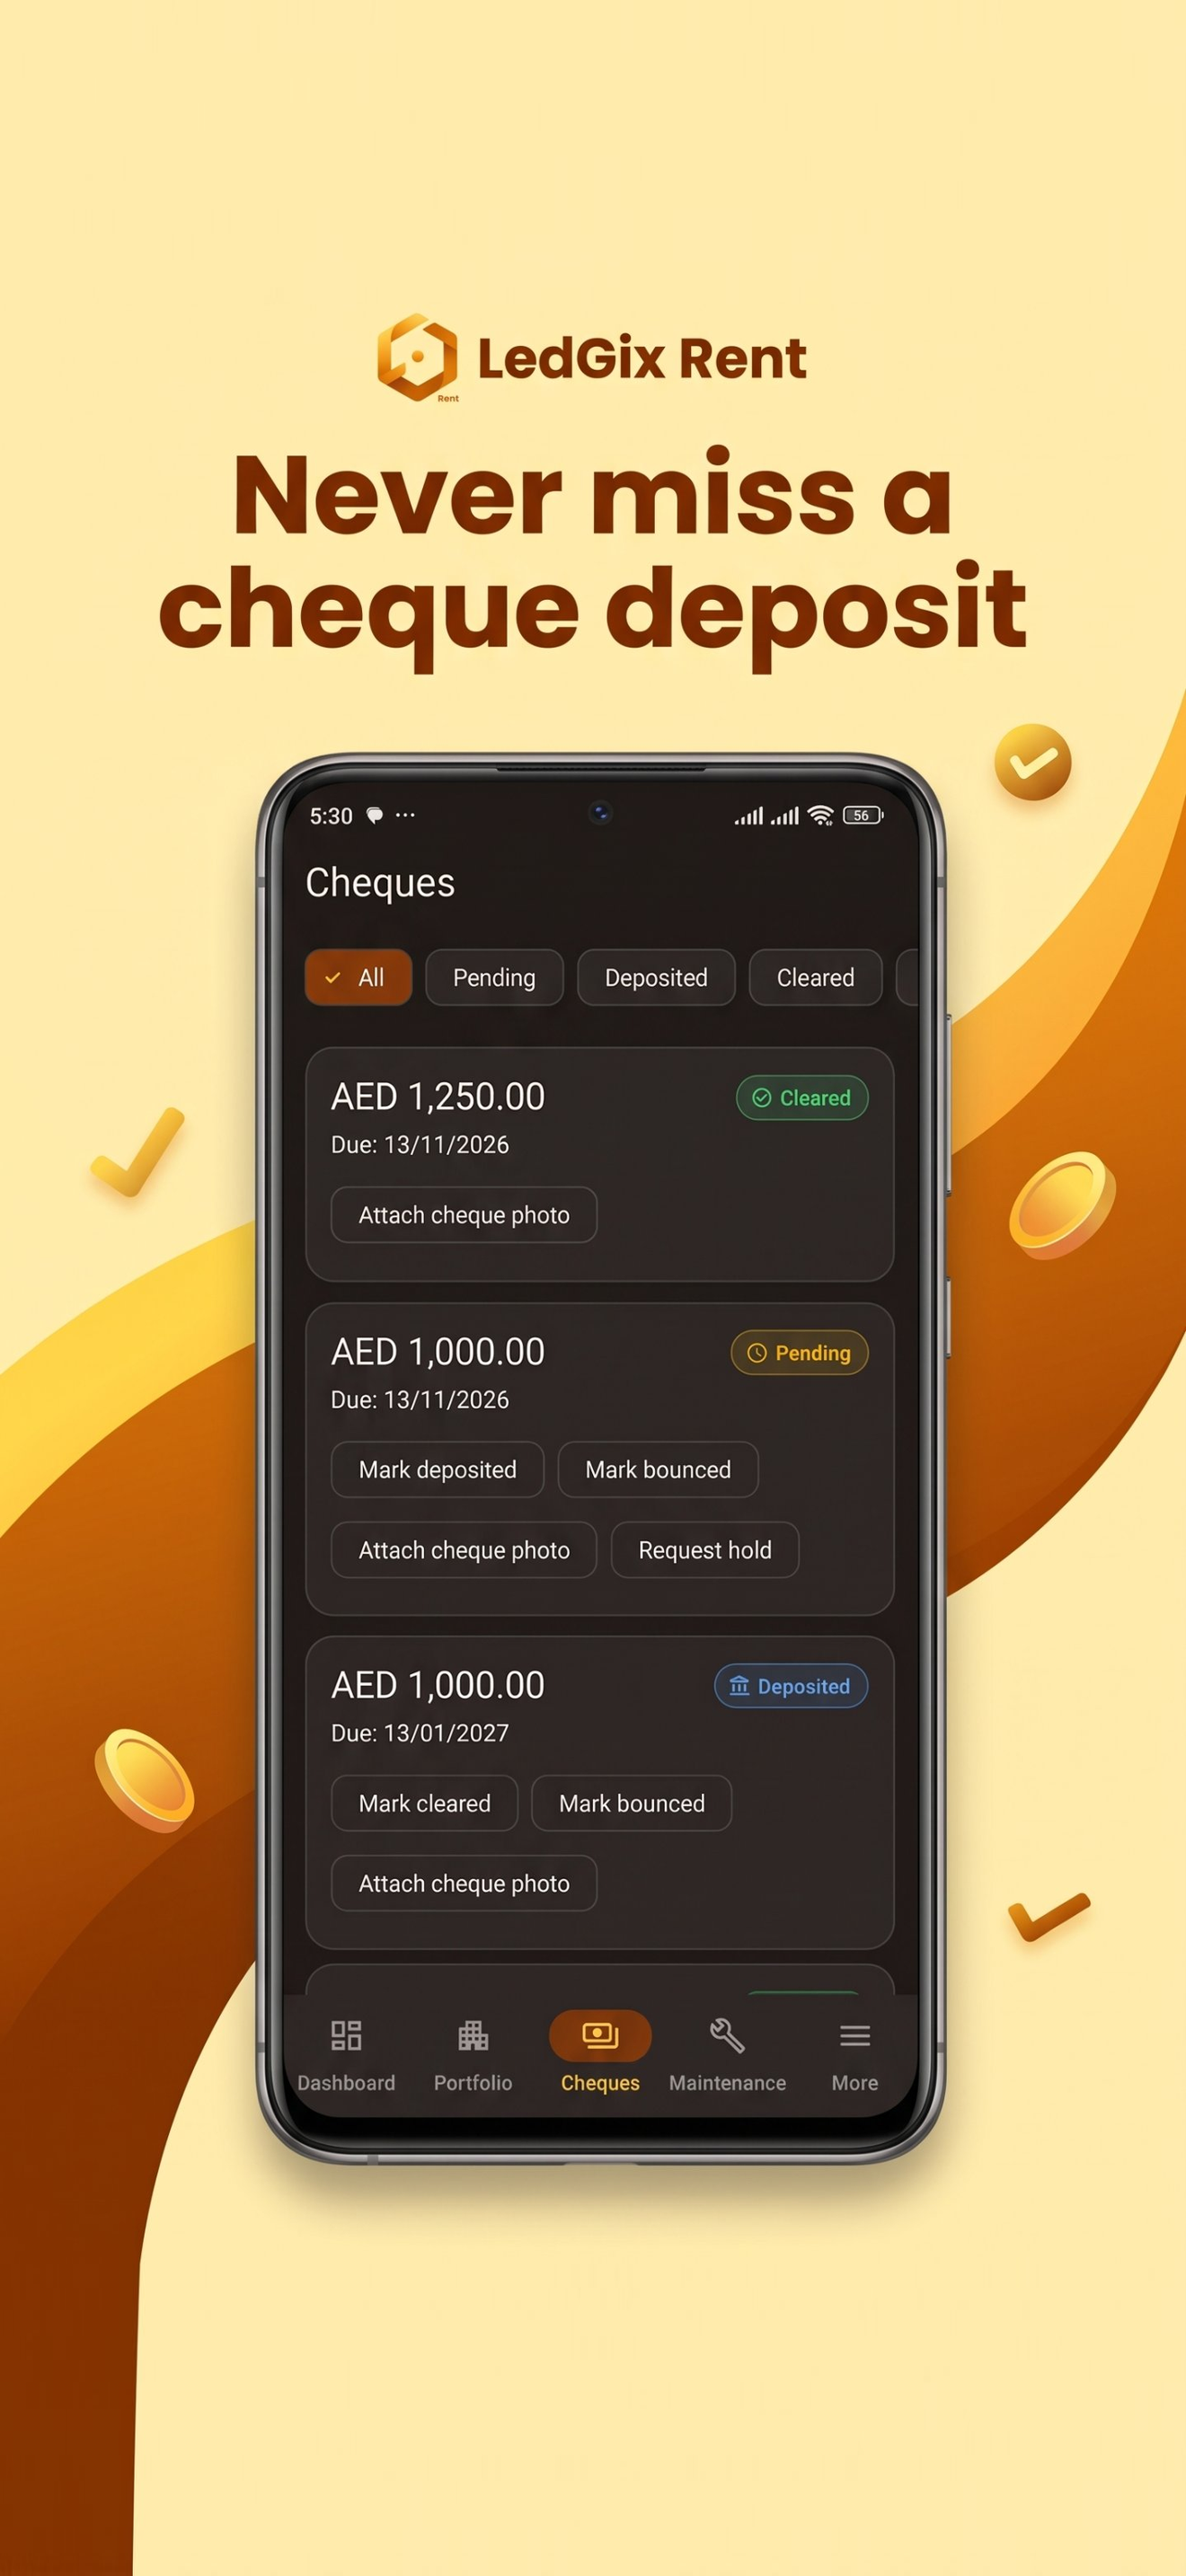 Rent
LedGix Rent
Never miss a
cheque deposit
5:30
56
Cheques
All
Pending
Deposited
Cleared
AED 1,250.00
Cleared
Due: 13/11/2026
Attach cheque photo
AED 1,000.00
Pending
Due: 13/11/2026
Mark deposited
Mark bounced
Attach cheque photo
Request hold
AED 1,000.00
Deposited
Due: 13/01/2027
Mark cleared
Mark bounced
Attach cheque photo
Dashboard
Portfolio
Cheques
Maintenance
More